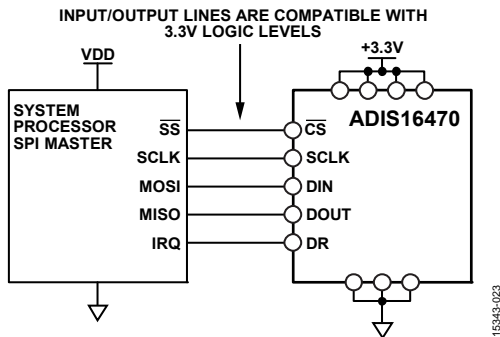 INPUT/OUTPUT LINES ARE COMPATIBLE WITH
3.3V LOGIC LEVELS
VDD
+3.3V
SYSTEM
PROCESSOR
SPI MASTER
ADIS16470
SS
CS
SCLK
SCLK
MOSI
DIN
MISO
DOUT
IRQ
DR
15343-023